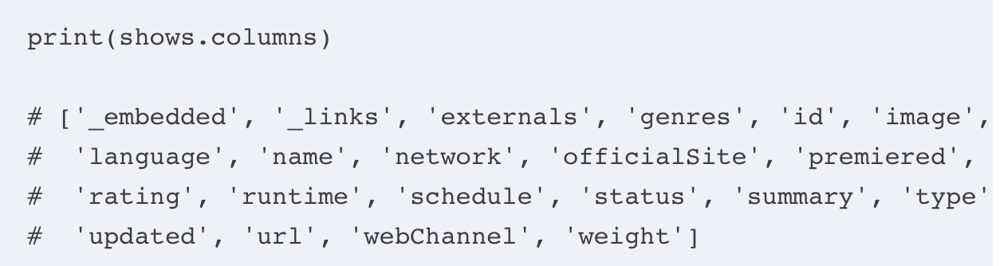 print(shows.columns)
# ['_embedded', '_links', 'externals', 'genres', 'id', 'image',
#  'language', 'name', 'network', 'officialSite', 'premiered',
#  'rating', 'runtime', 'schedule', 'status', 'summary', 'type'
#  'updated', 'url', 'webChannel', 'weight']